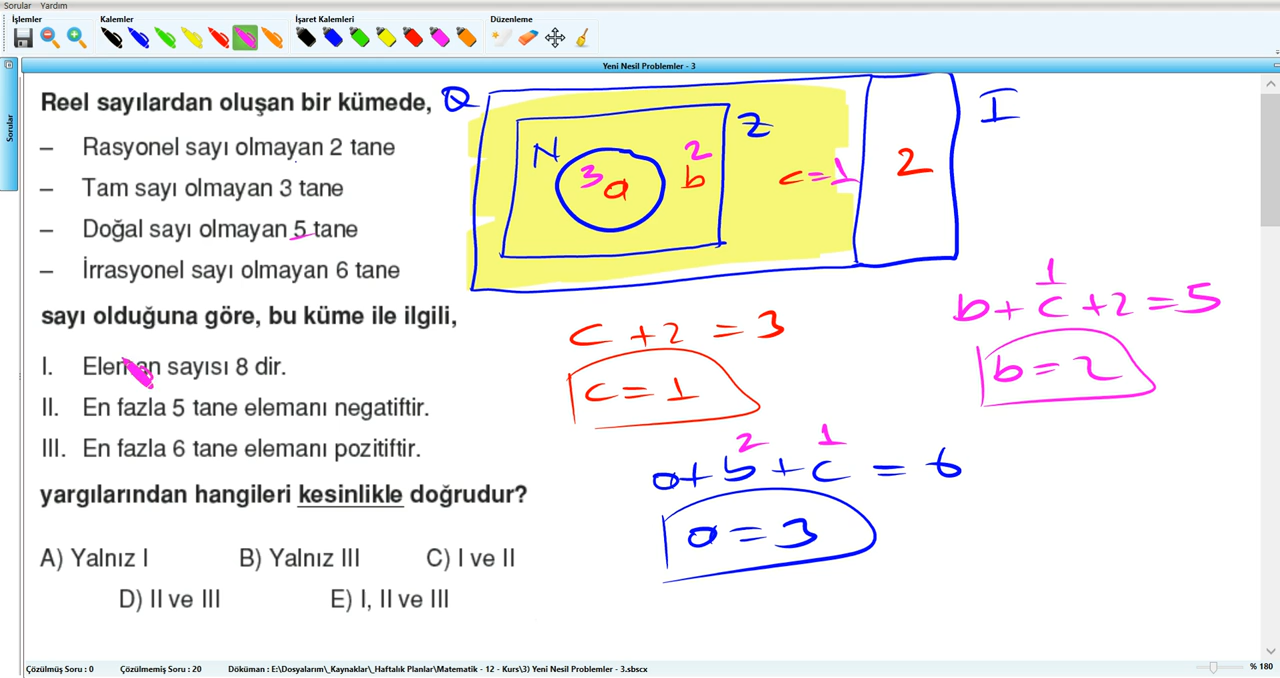 Sorular Yardım
İşlemler Kalemler İşaret Kalemleri Düzenleme
Yeni Nesil Problemler - 3
Sorular
Reel sayılardan oluşan bir kümede,
– Rasyonel sayı olmayan 2 tane
– Tam sayı olmayan 3 tane
– Doğal sayı olmayan 5 tane
– İrrasyonel sayı olmayan 6 tane
sayı olduğuna göre, bu küme ile ilgili,
I. Eleman sayısı 8 dir.
II. En fazla 5 tane elemanı negatiftir.
III. En fazla 6 tane elemanı pozitiftir.
yargılarından hangileri kesinlikle doğrudur?
A) Yalnız I B) Yalnız III C) I ve II
D) II ve III E) I, II ve III
Q I
N Z
3 a 2 b c = 1 2
c + 2 = 3
c = 1
1
b + c + 2 = 5
b = 2
2 1
a + b + c = 6
a = 3
Çözülmüş Soru : 0 Çözülmemiş Soru : 20 Döküman : E:\Dosyalarım\_Kaynaklar\_Haftalık Planlar\Matematik - 12 - Kurs\3) Yeni Nesil Problemler - 3.sbscx % 180